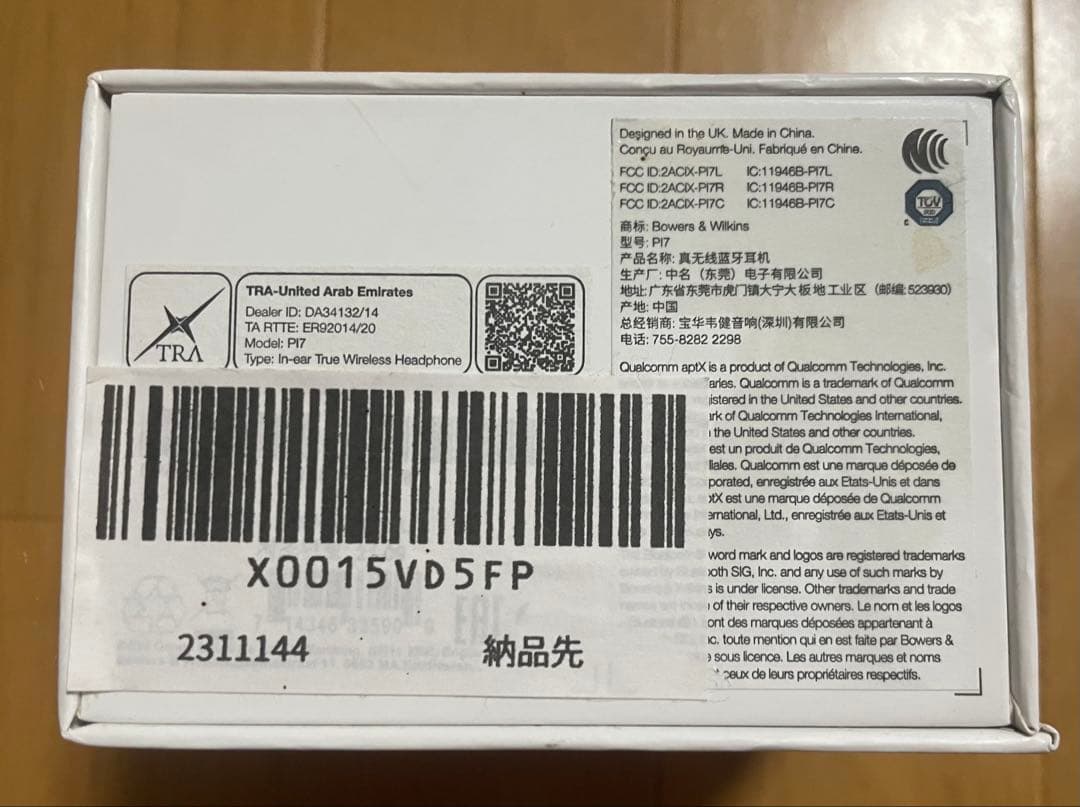 Designed in the UK. Made in China.
Conçu au Royaume-Uni. Fabriqué en Chine.
FCC ID:2ACIX-PI7L IC:11946B-PI7L
FCC ID:2ACIX-PI7R IC:11946B-PI7R
FCC ID:2ACIX-PI7C IC:11946B-PI7C
TÜV
商标: Bowers & Wilkins
型号: PI7
产品名称: 真无线蓝牙耳机
生产厂: 中名（东莞）电子有限公司
地址: 广东省东莞市虎门镇大宁大板地工业区（邮编:523930)
产地: 中国
总经销商: 宝华韦健音响(深圳)有限公司
电话: 755-8282 2298
TRA
TRA-United Arab Emirates
Dealer ID: DA34132/14
TA RTTE: ER92014/20
Model: PI7
Type: In-ear True Wireless Headphone
Qualcomm aptX is a product of Qualcomm Technologies, Inc.
aries. Qualcomm is a trademark of Qualcomm
istered in the United States and other countries.
rk of Qualcomm Technologies International,
the United States and other countries.
est un produit de Qualcomm Technologies,
liales. Qualcomm est une marque déposée de
porated, enregistrée aux Etats-Unis et dans
tX est une marque déposée de Qualcomm
ernational, Ltd., enregistrée aux Etats-Unis et
ys.
word mark and logos are registered trademarks
ooth SIG, Inc. and any use of such marks by
s is under license. Other trademarks and trade
of their respective owners. Le nom et les logos
ont des marques déposées appartenant à
nc. toute mention qui en est faite par Bowers &
sous licence. Les autres marques et noms
ceux de leurs propriétaires respectifs.
X0015VD5FP
2311144 納品先